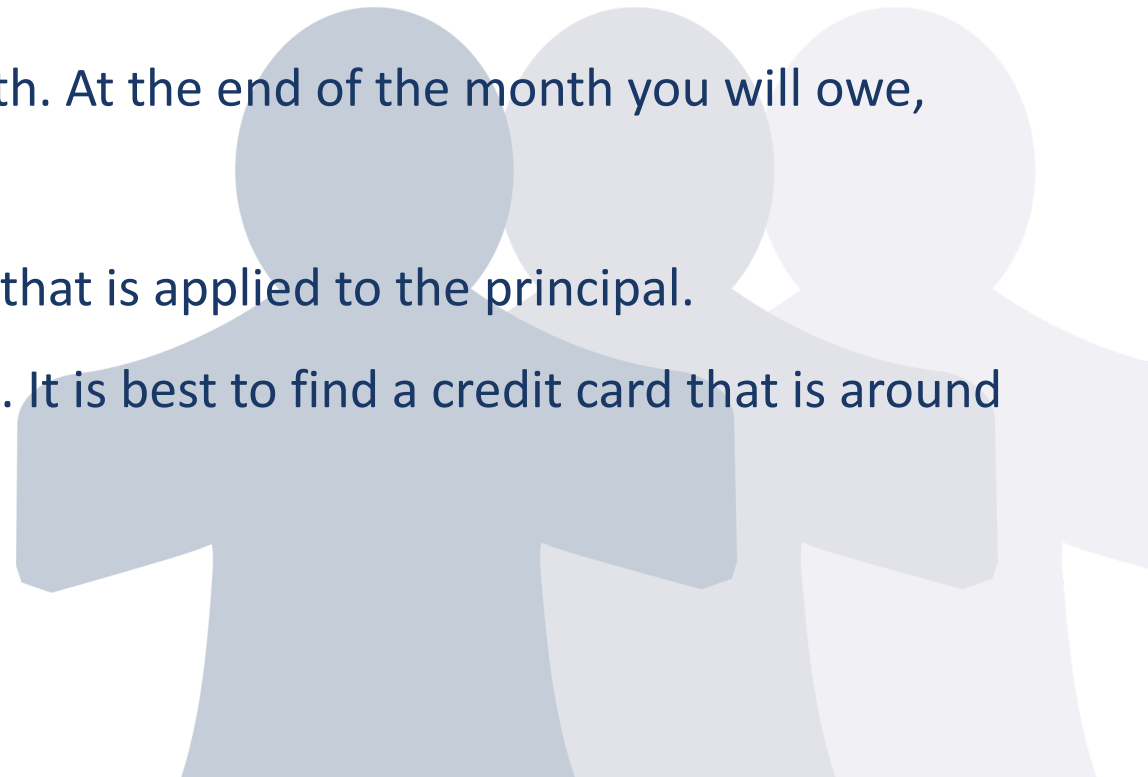 th. At the end of the month you will owe,
that is applied to the principal.
. It is best to find a credit card that is around